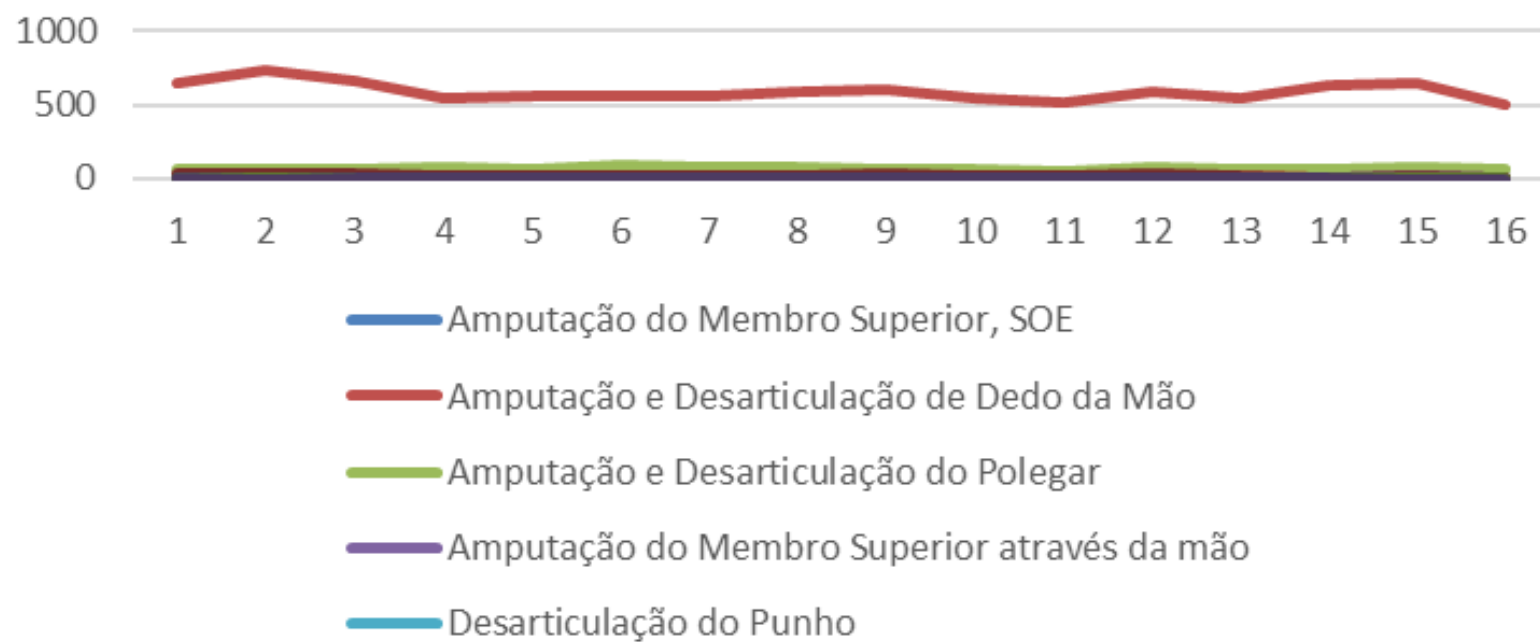 1000
500
0
1 2 3 4 5 6 7 8 9 10 11 12 13 14 15 16
Amputação do Membro Superior, SOE
Amputação e Desarticulação de Dedo da Mão
Amputação e Desarticulação do Polegar
Amputação do Membro Superior através da mão
Desarticulação do Punho